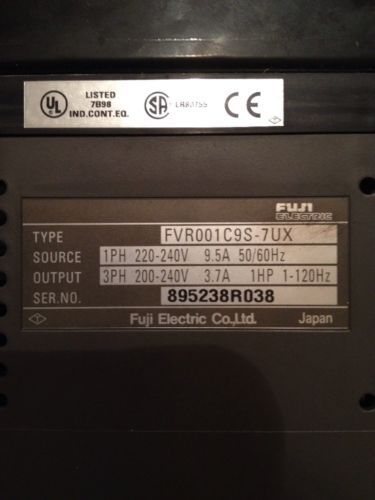 UL LISTED
7B98
IND.CONT.EQ.
SA
CE
FUJI
ELECTRIC
TYPE FVR001C9S-7UX
SOURCE 1PH 220-240V 9.5A 50/60Hz
OUTPUT 3PH 200-240V 3.7A 1HP 1-120Hz
SER.NO. 895238R038
Fuji Electric Co.,Ltd. Japan